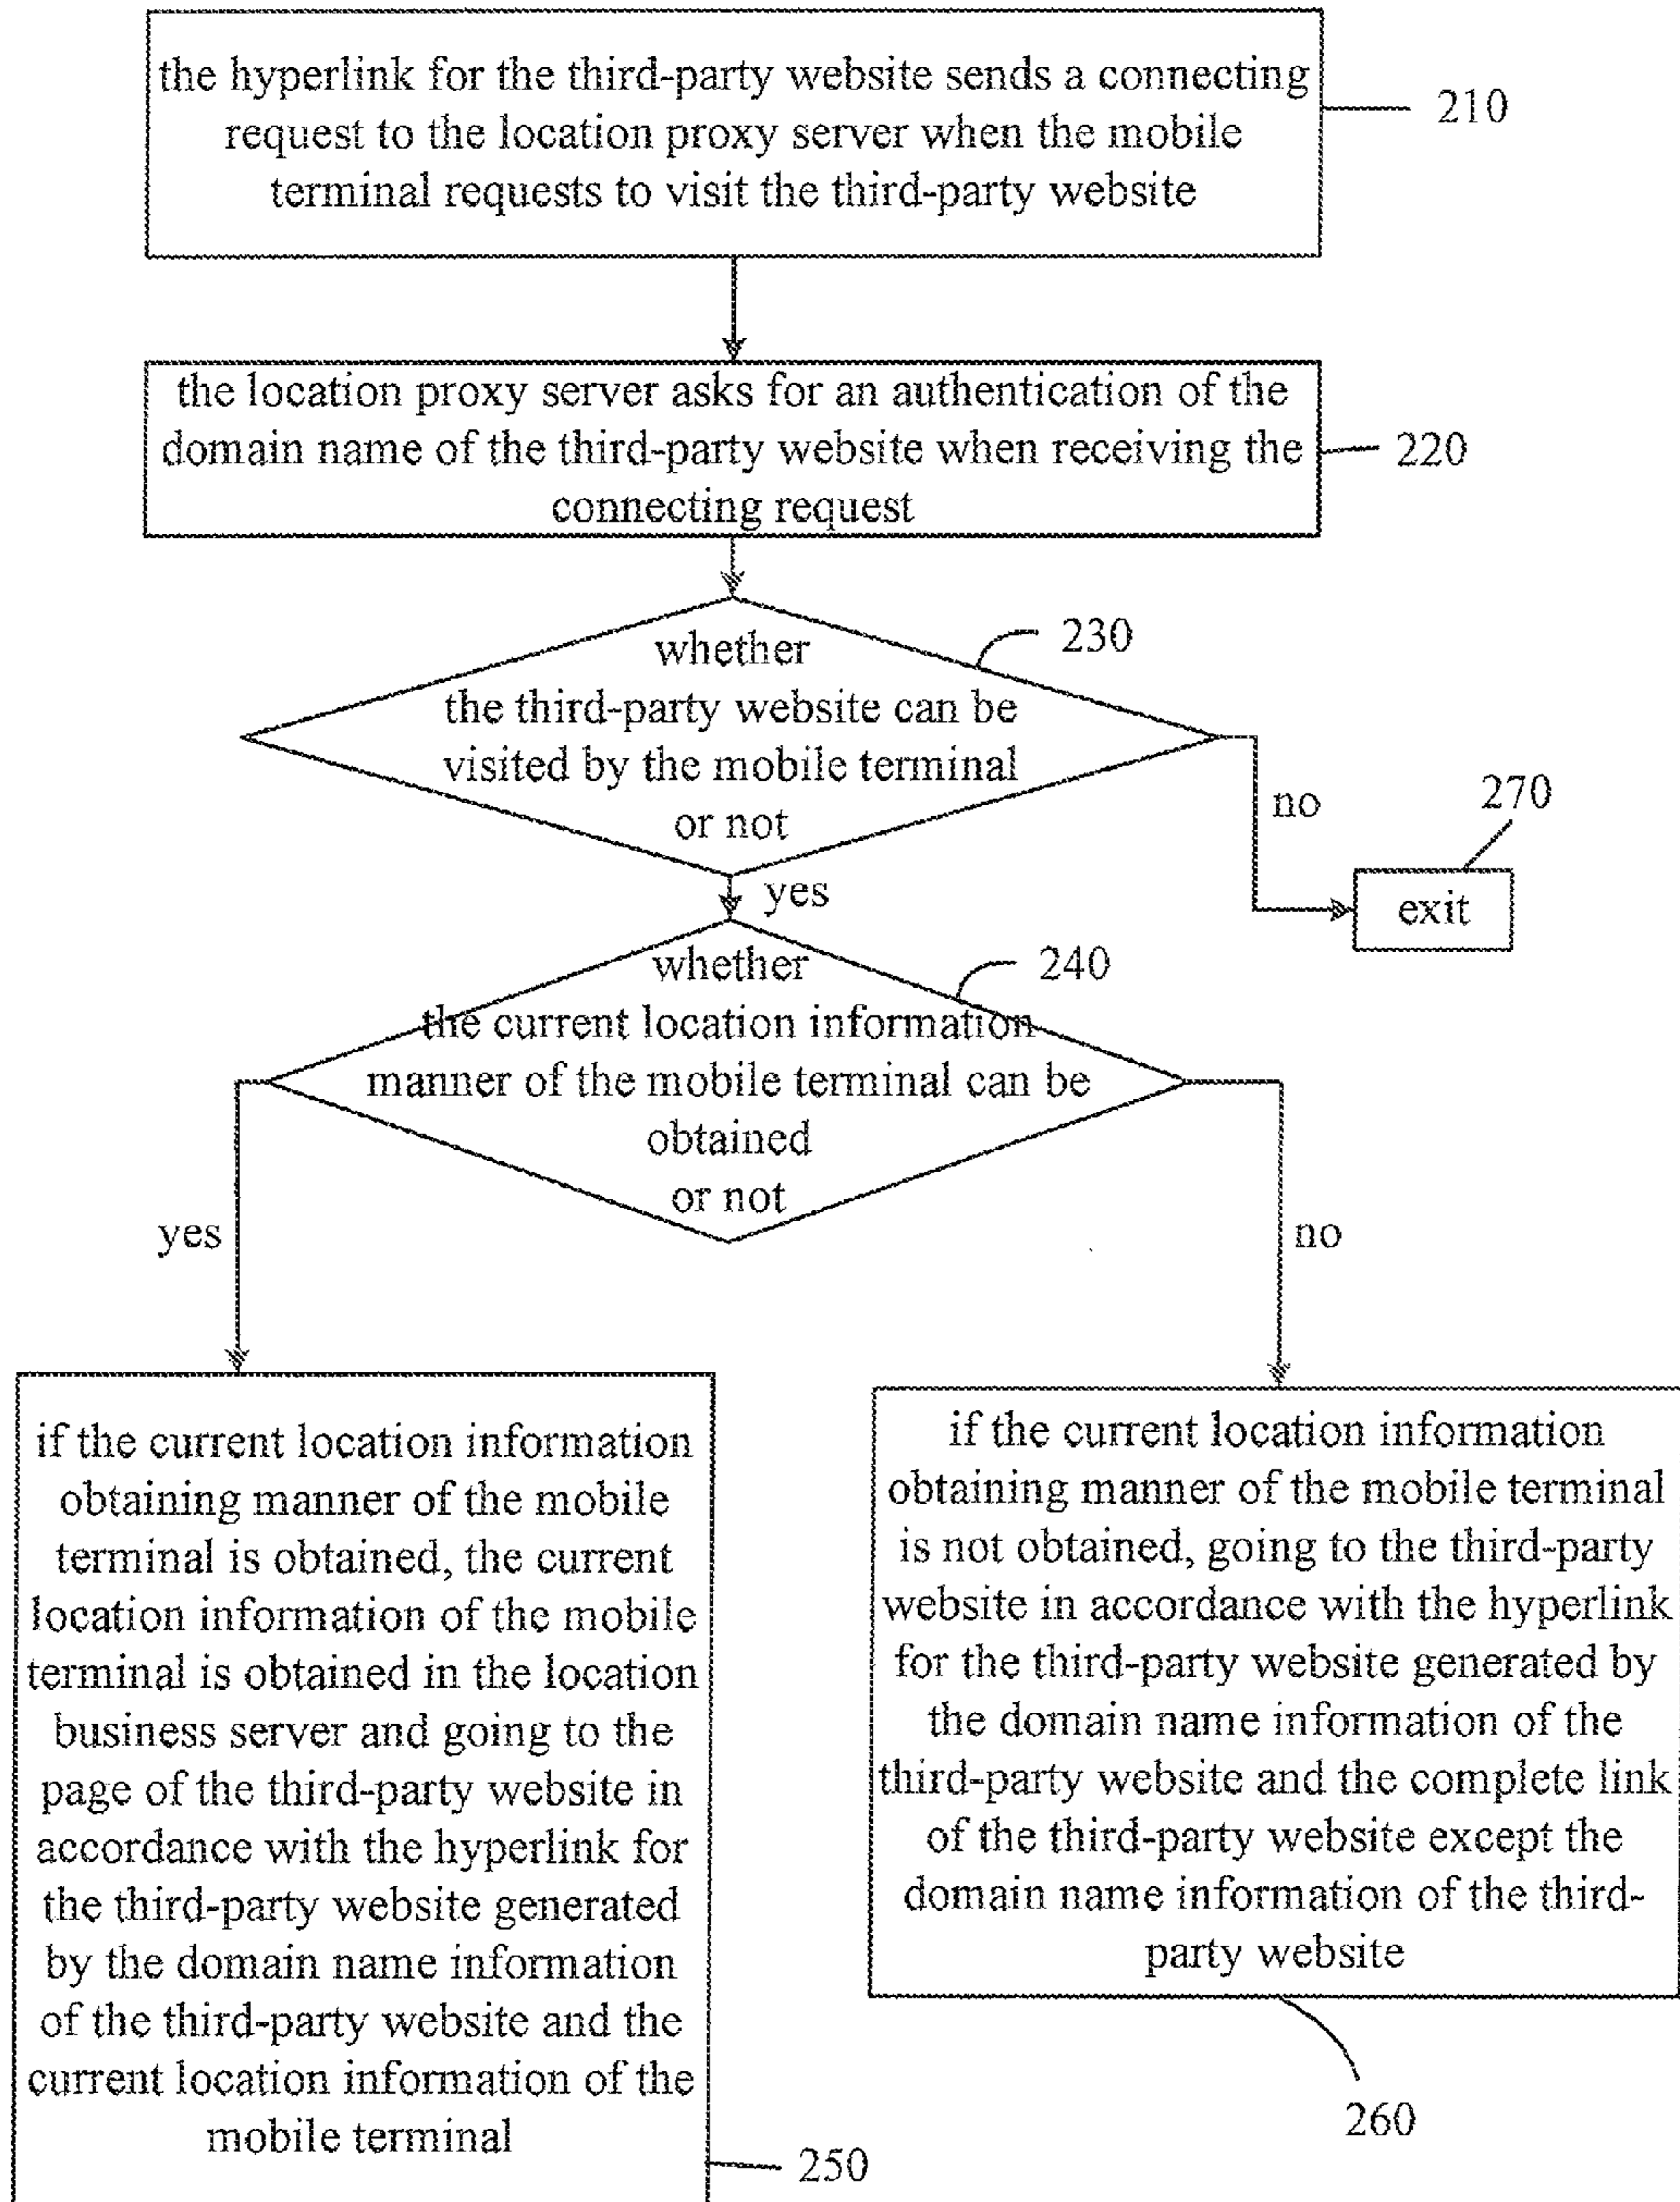 the hyperlink for the third-party website sends a connecting
request to the location proxy server when the mobile
terminal requests to visit the third-party website
210
the location proxy server asks for an authentication of the
domain name of the third-party website when receiving the
connecting request
220
whether
the third-party website can be
visited by the mobile terminal
or not
230
no
270
exit
yes
whether
the current location information
manner of the mobile terminal can be
obtained
or not
240
yes
no
if the current location information
obtaining manner of the mobile
terminal is obtained, the current
location information of the mobile
terminal is obtained in the location
business server and going to the
page of the third-party website in
accordance with the hyperlink for
the third-party website generated
by the domain name information
of the third-party website and the
current location information of the
mobile terminal
250
if the current location information
obtaining manner of the mobile terminal
is not obtained, going to the third-party
website in accordance with the hyperlink
for the third-party website generated by
the domain name information of the
third-party website and the complete link
of the third-party website except the
domain name information of the third-
party website
260